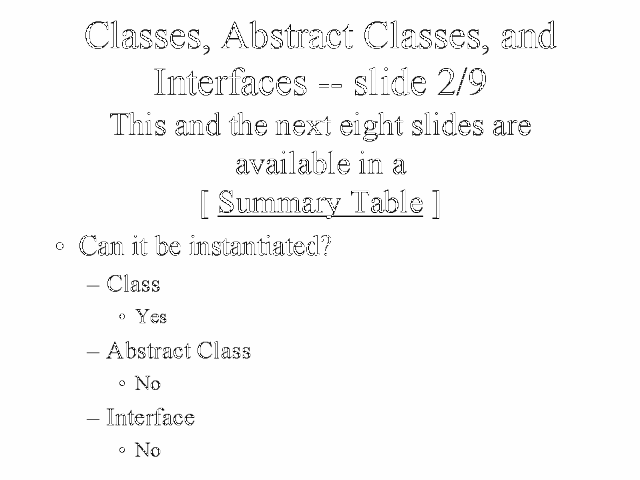 Classes, Abstract Classes, and
Interfaces -- slide 2/9
This and the next eight slides are
available in a
[ Summary Table ]
◦ Can it be instantiated?
– Class
◦ Yes
– Abstract Class
◦ No
– Interface
◦ No